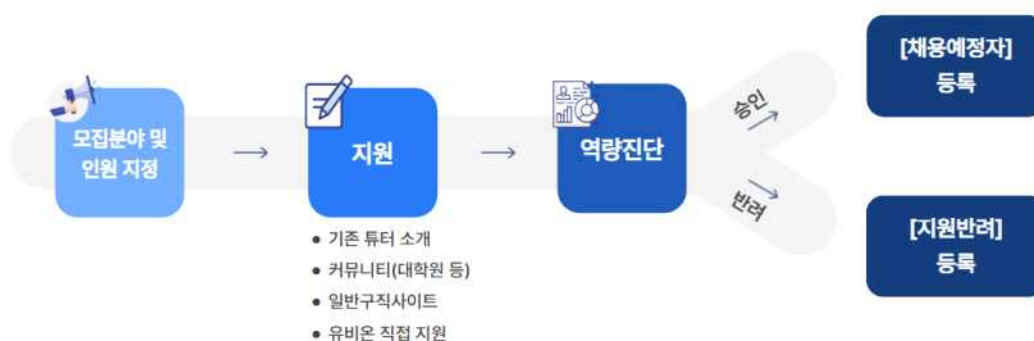 모집분야 및
인원 지정
지원
역량진단
승인
반려
[채용예정자]
등록
[지원반려]
등록
● 기존 튜터 소개
● 커뮤니티(대학원 등)
● 일반구직사이트
● 유비온 직접 지원